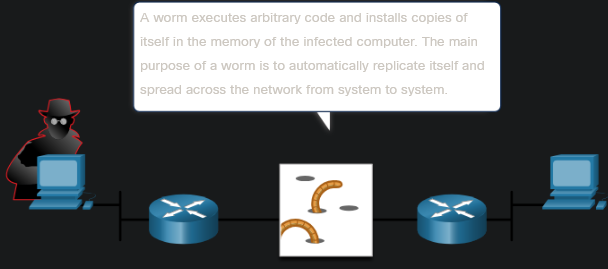 A worm executes arbitrary code and installs copies of
itself in the memory of the infected computer. The main
purpose of a worm is to automatically replicate itself and
spread across the network from system to system.